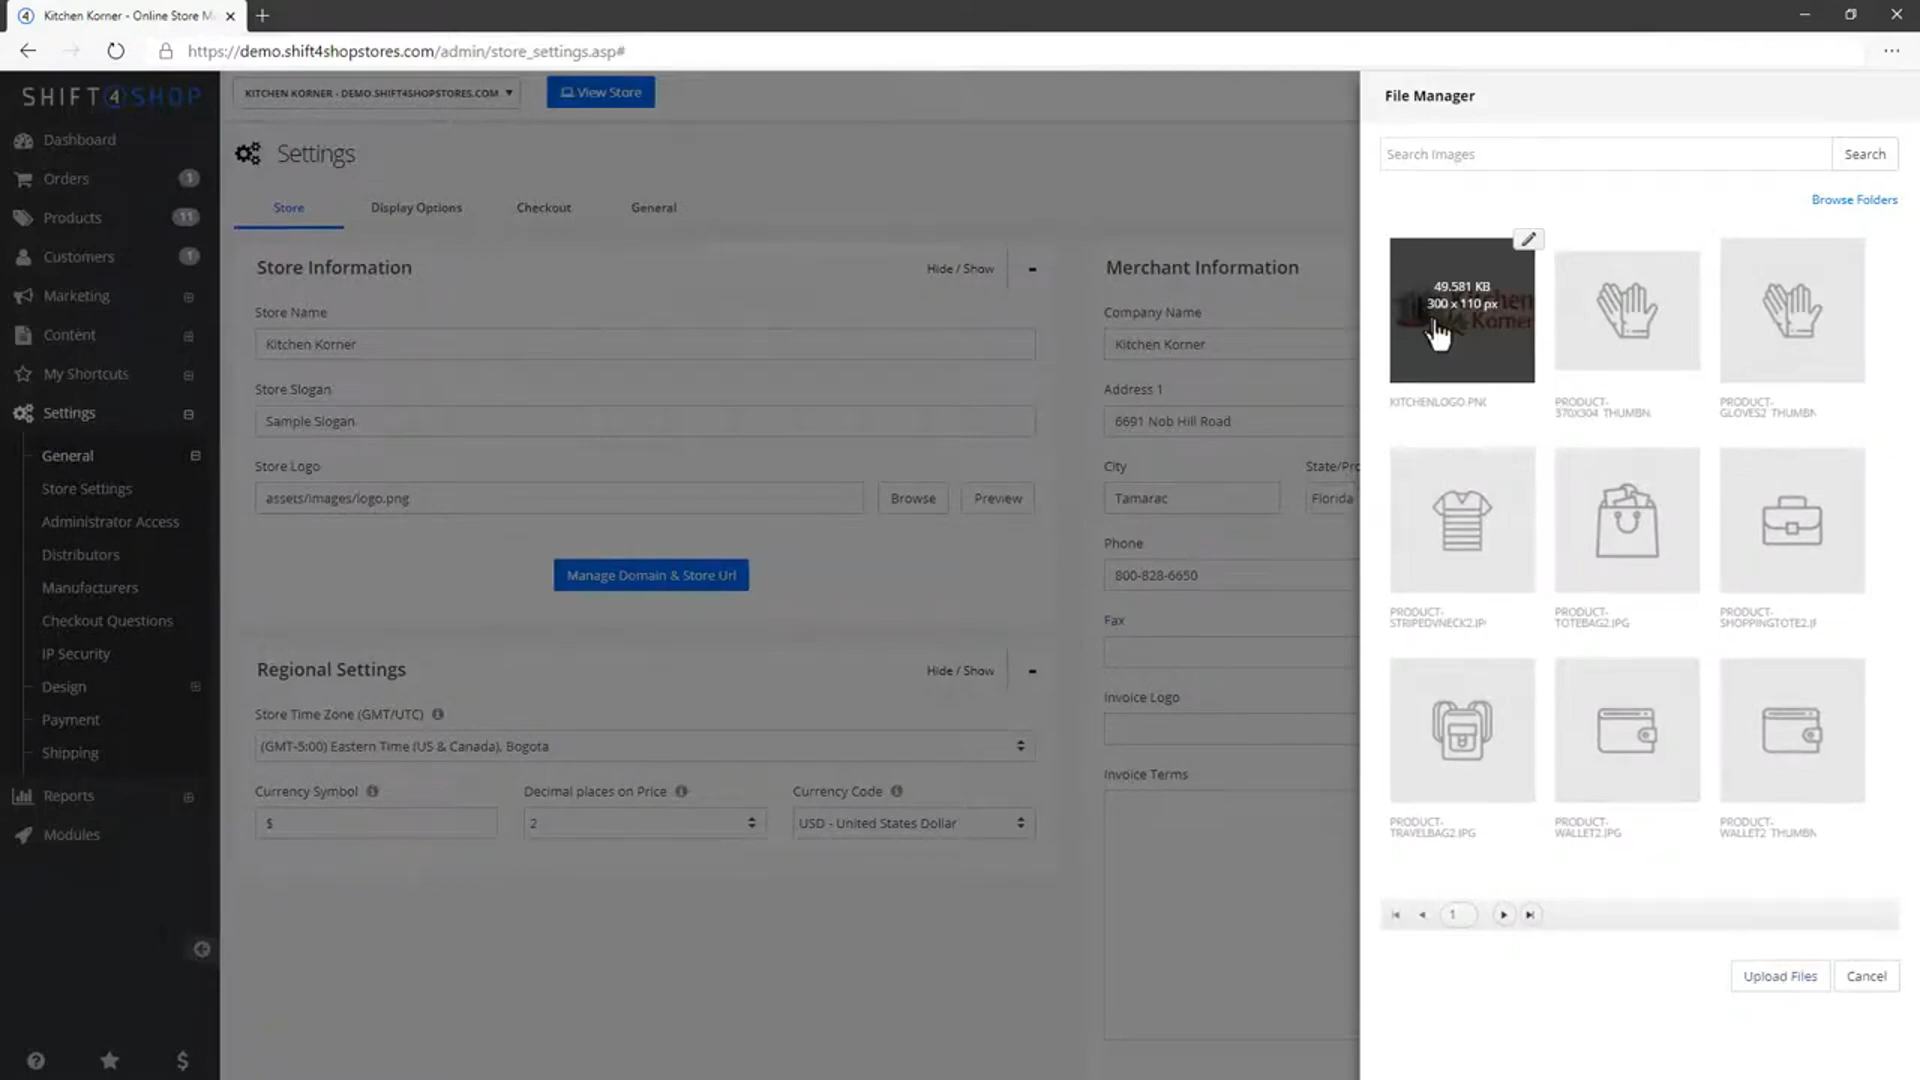 Kitchen Korner - Online Store M
https://demo.shift4shopstores.com/admin/store_settings.asp#
SHIFT4SHOP
Dashboard
Orders 1
Products 11
Customers 1
Marketing
Content
My Shortcuts
Settings
General
Store Settings
Administrator Access
Distributors
Manufacturers
Checkout Questions
IP Security
Design
Payment
Shipping
Reports
Modules
KITCHEN KORNER - DEMO.SHIFT4SHOPSTORES.COM
View Store
Settings
Store
Display Options
Checkout
General
Store Information
Hide / Show
Store Name
Kitchen Korner
Store Slogan
Sample Slogan
Store Logo
assets/images/logo.png
Browse
Preview
Manage Domain & Store Url
Regional Settings
Hide / Show
Store Time Zone (GMT/UTC)
(GMT-5:00) Eastern Time (US & Canada), Bogota
Currency Symbol
Decimal places on Price
Currency Code
$
2
USD - United States Dollar
Merchant Information
Company Name
Kitchen Korner
Address 1
6691 Nob Hill Road
City
State/Pro
Tamarac
Florida
Phone
800-828-6650
Fax
Invoice Logo
Invoice Terms
File Manager
Search Images
Search
Browse Folders
49.581 KB
300 x 110 px
Kitchen
Korner
KITCHENLOGO.PNG
PRODUCT-
370X304_THUMBN
PRODUCT-
GLOVES2_THUMBN
PRODUCT-
STRIPEDVNECK2.JP
PRODUCT-
TOTEBAG2.JPG
PRODUCT-
SHOPPINGTOTE2.J
PRODUCT-
TRAVELBAG2.JPG
PRODUCT-
WALLET2.JPG
PRODUCT-
WALLET2_THUMBN
1
Upload Files
Cancel